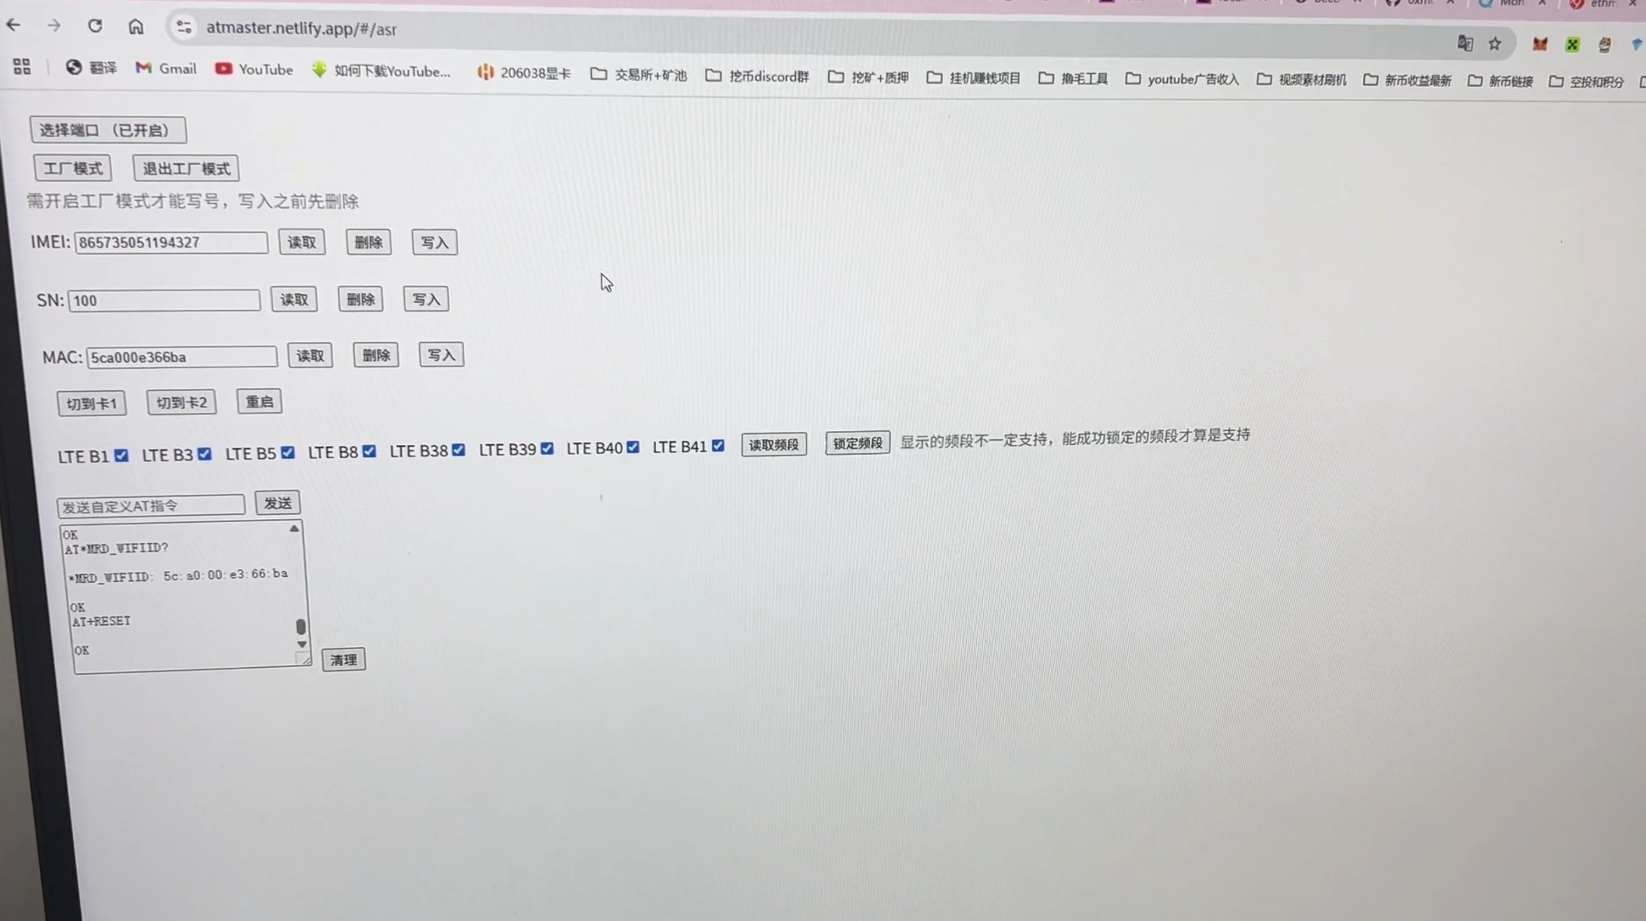 atmaster.netlify.app/#/asr
翻译 Gmail YouTube 如何下载YouTube... 206038显卡 交易所+矿池 挖币discord群 挖矿+质押 挂机赚钱项目 撸毛工具 youtube广告收入 视频素材刷机 新币收益最新 新币链接 空投和积分
选择端口 （已开启）
工厂模式 退出工厂模式
需开启工厂模式才能写号，写入之前先删除
IMEI: 865735051194327 读取 删除 写入
SN: 100 读取 删除 写入
MAC: 5ca000e366ba 读取 删除 写入
切到卡1 切到卡2 重启
LTE B1 LTE B3 LTE B5 LTE B8 LTE B38 LTE B39 LTE B40 LTE B41 读取频段 锁定频段 显示的频段不一定支持，能成功锁定的频段才算是支持
发送自定义AT指令 发送
OK
AT*MRD_WIFIID?
*MRD_WIFIID: 5c:a0:00:e3:66:ba
OK
AT+RESET
OK
清理